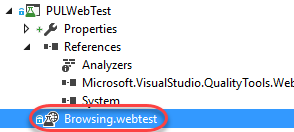 PULWebTest
Properties
References
Analyzers
Microsoft.VisualStudio.QualityTools.Web
System
Browsing.webtest